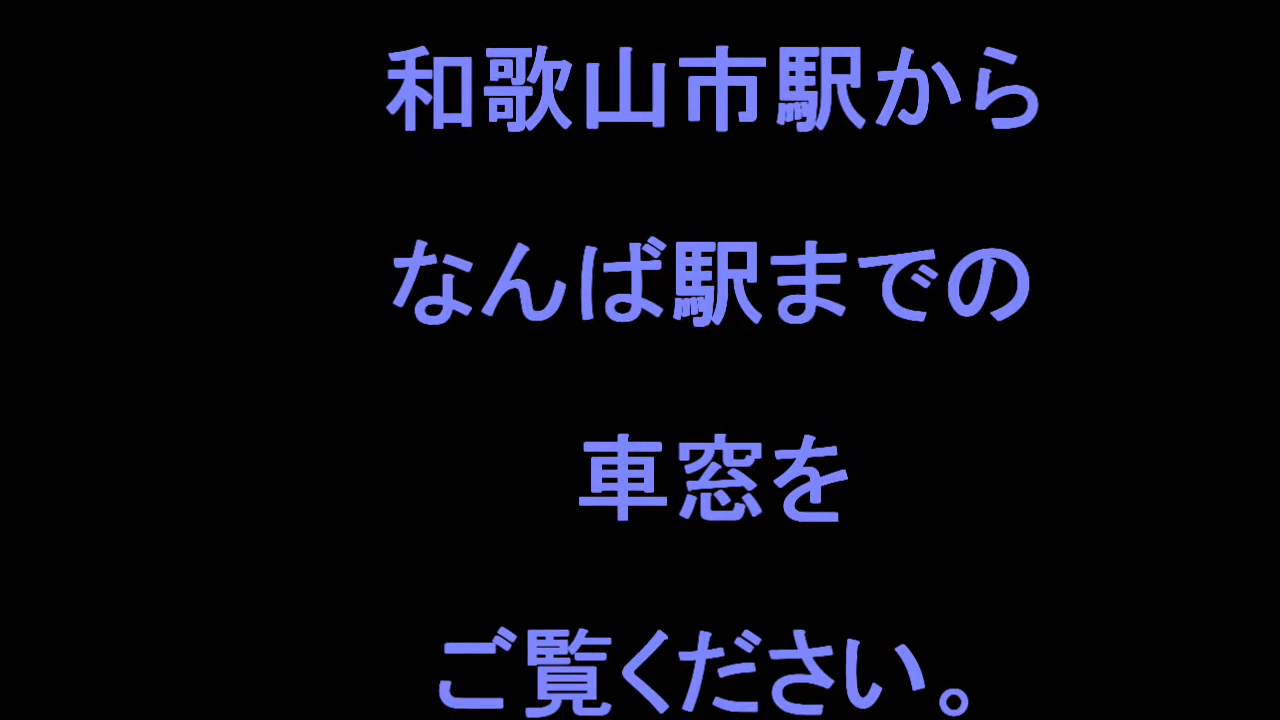 和歌山市駅から
なんば駅までの
車窓を
ご覧ください。